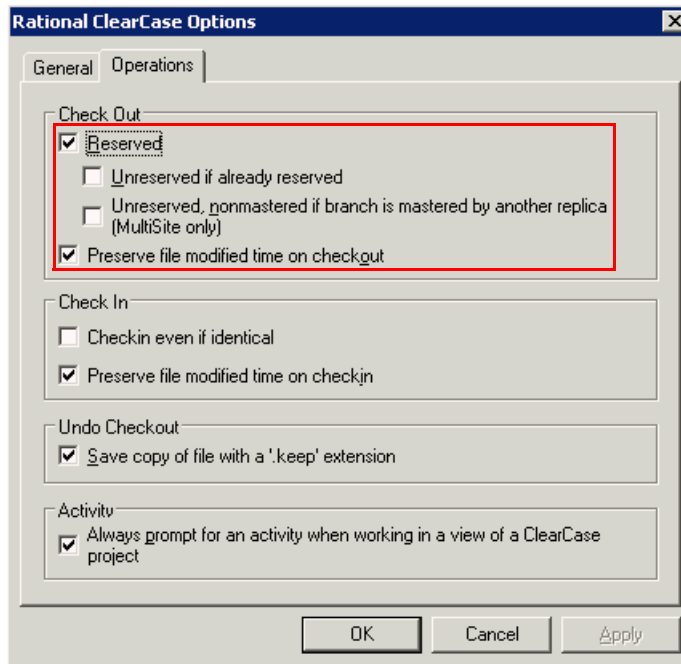 Rational ClearCase Options
General
Operations
Check Out
Reserved
Unreserved if already reserved
Unreserved, nonmastered if branch is mastered by another replica
(MultiSite only)
Preserve file modified time on checkout
Check In
Checkin even if identical
Preserve file modified time on checkin
Undo Checkout
Save copy of file with a '.keep' extension
Activity
Always prompt for an activity when working in a view of a ClearCase
project
OK
Cancel
Apply